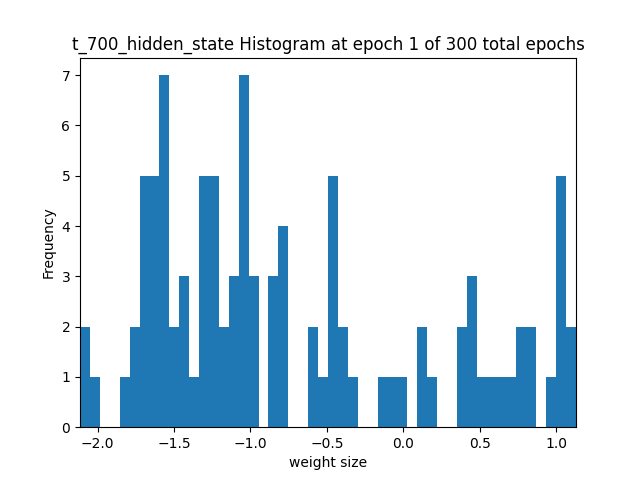 t_700_hidden_state Histogram at epoch 1 of 300 total epochs
7
6
5
4
3
2
1
0
Frequency
−2.0 −1.5 −1.0 −0.5 0.0 0.5 1.0
weight size